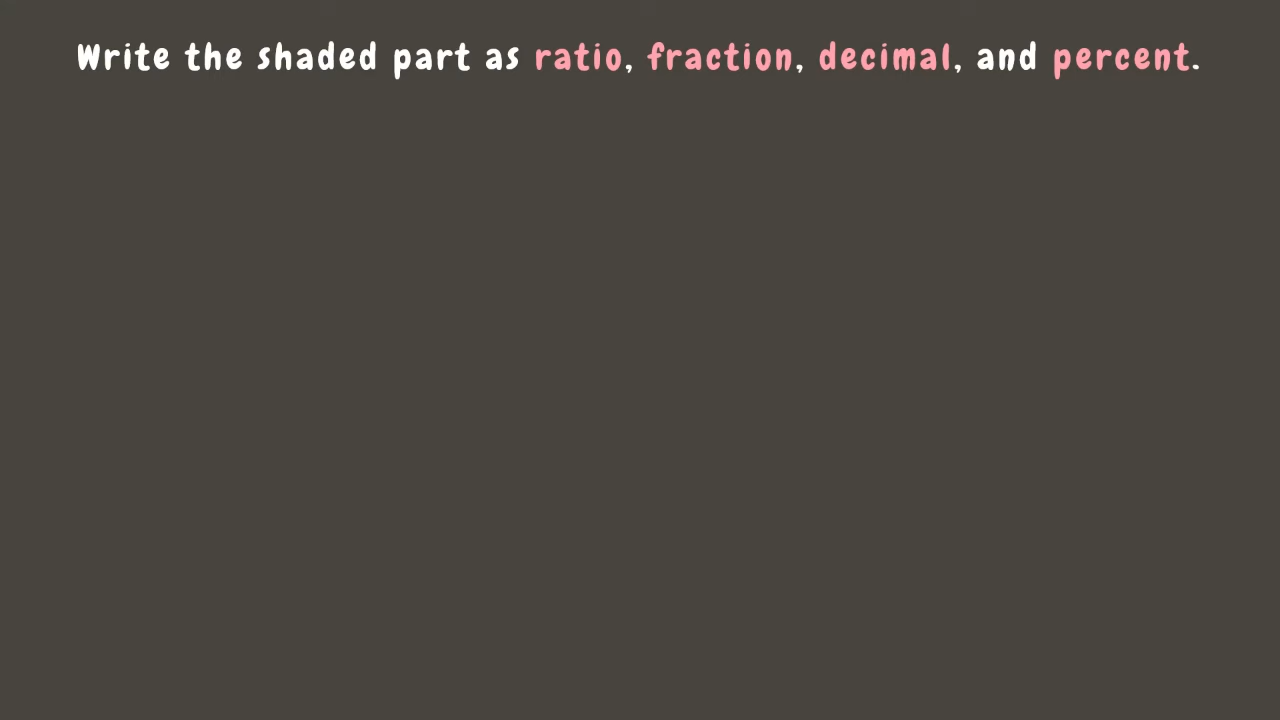 Write the shaded part as ratio, fraction, decimal, and percent.